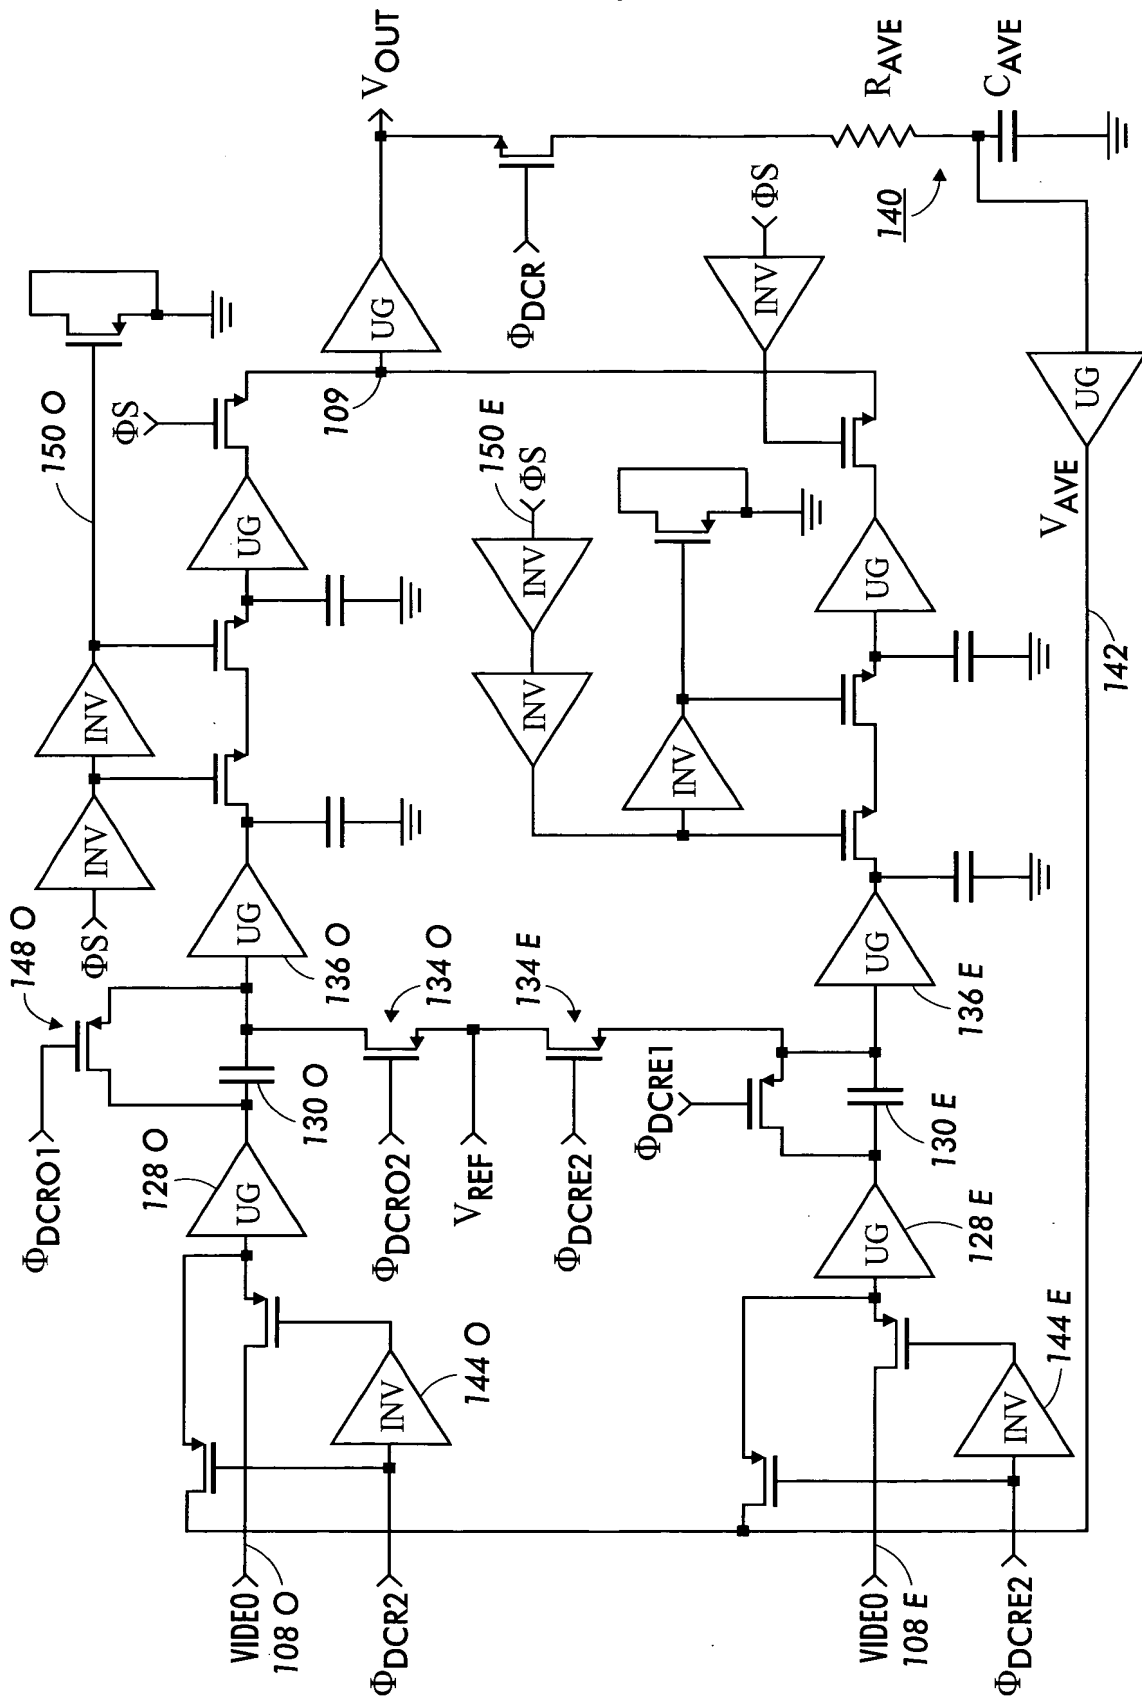 VIDEO
108 O
ΦDCR2
144 O
INV
128 O
UG
ΦDCRO1
148 O
130 O
136 O
UG
ΦS
INV
INV
150 O
UG
ΦS
109
UG
VOUT
ΦDCR
RAVE
CAVE
140
ΦDCRO2
134 O
VREF
ΦDCRE2
134 E
ΦDCRE1
130 E
VIDEO
108 E
ΦDCRE2
144 E
INV
128 E
UG
136 E
UG
INV
INV
INV
150 E
ΦS
UG
INV
ΦS
142
VAVE
UG